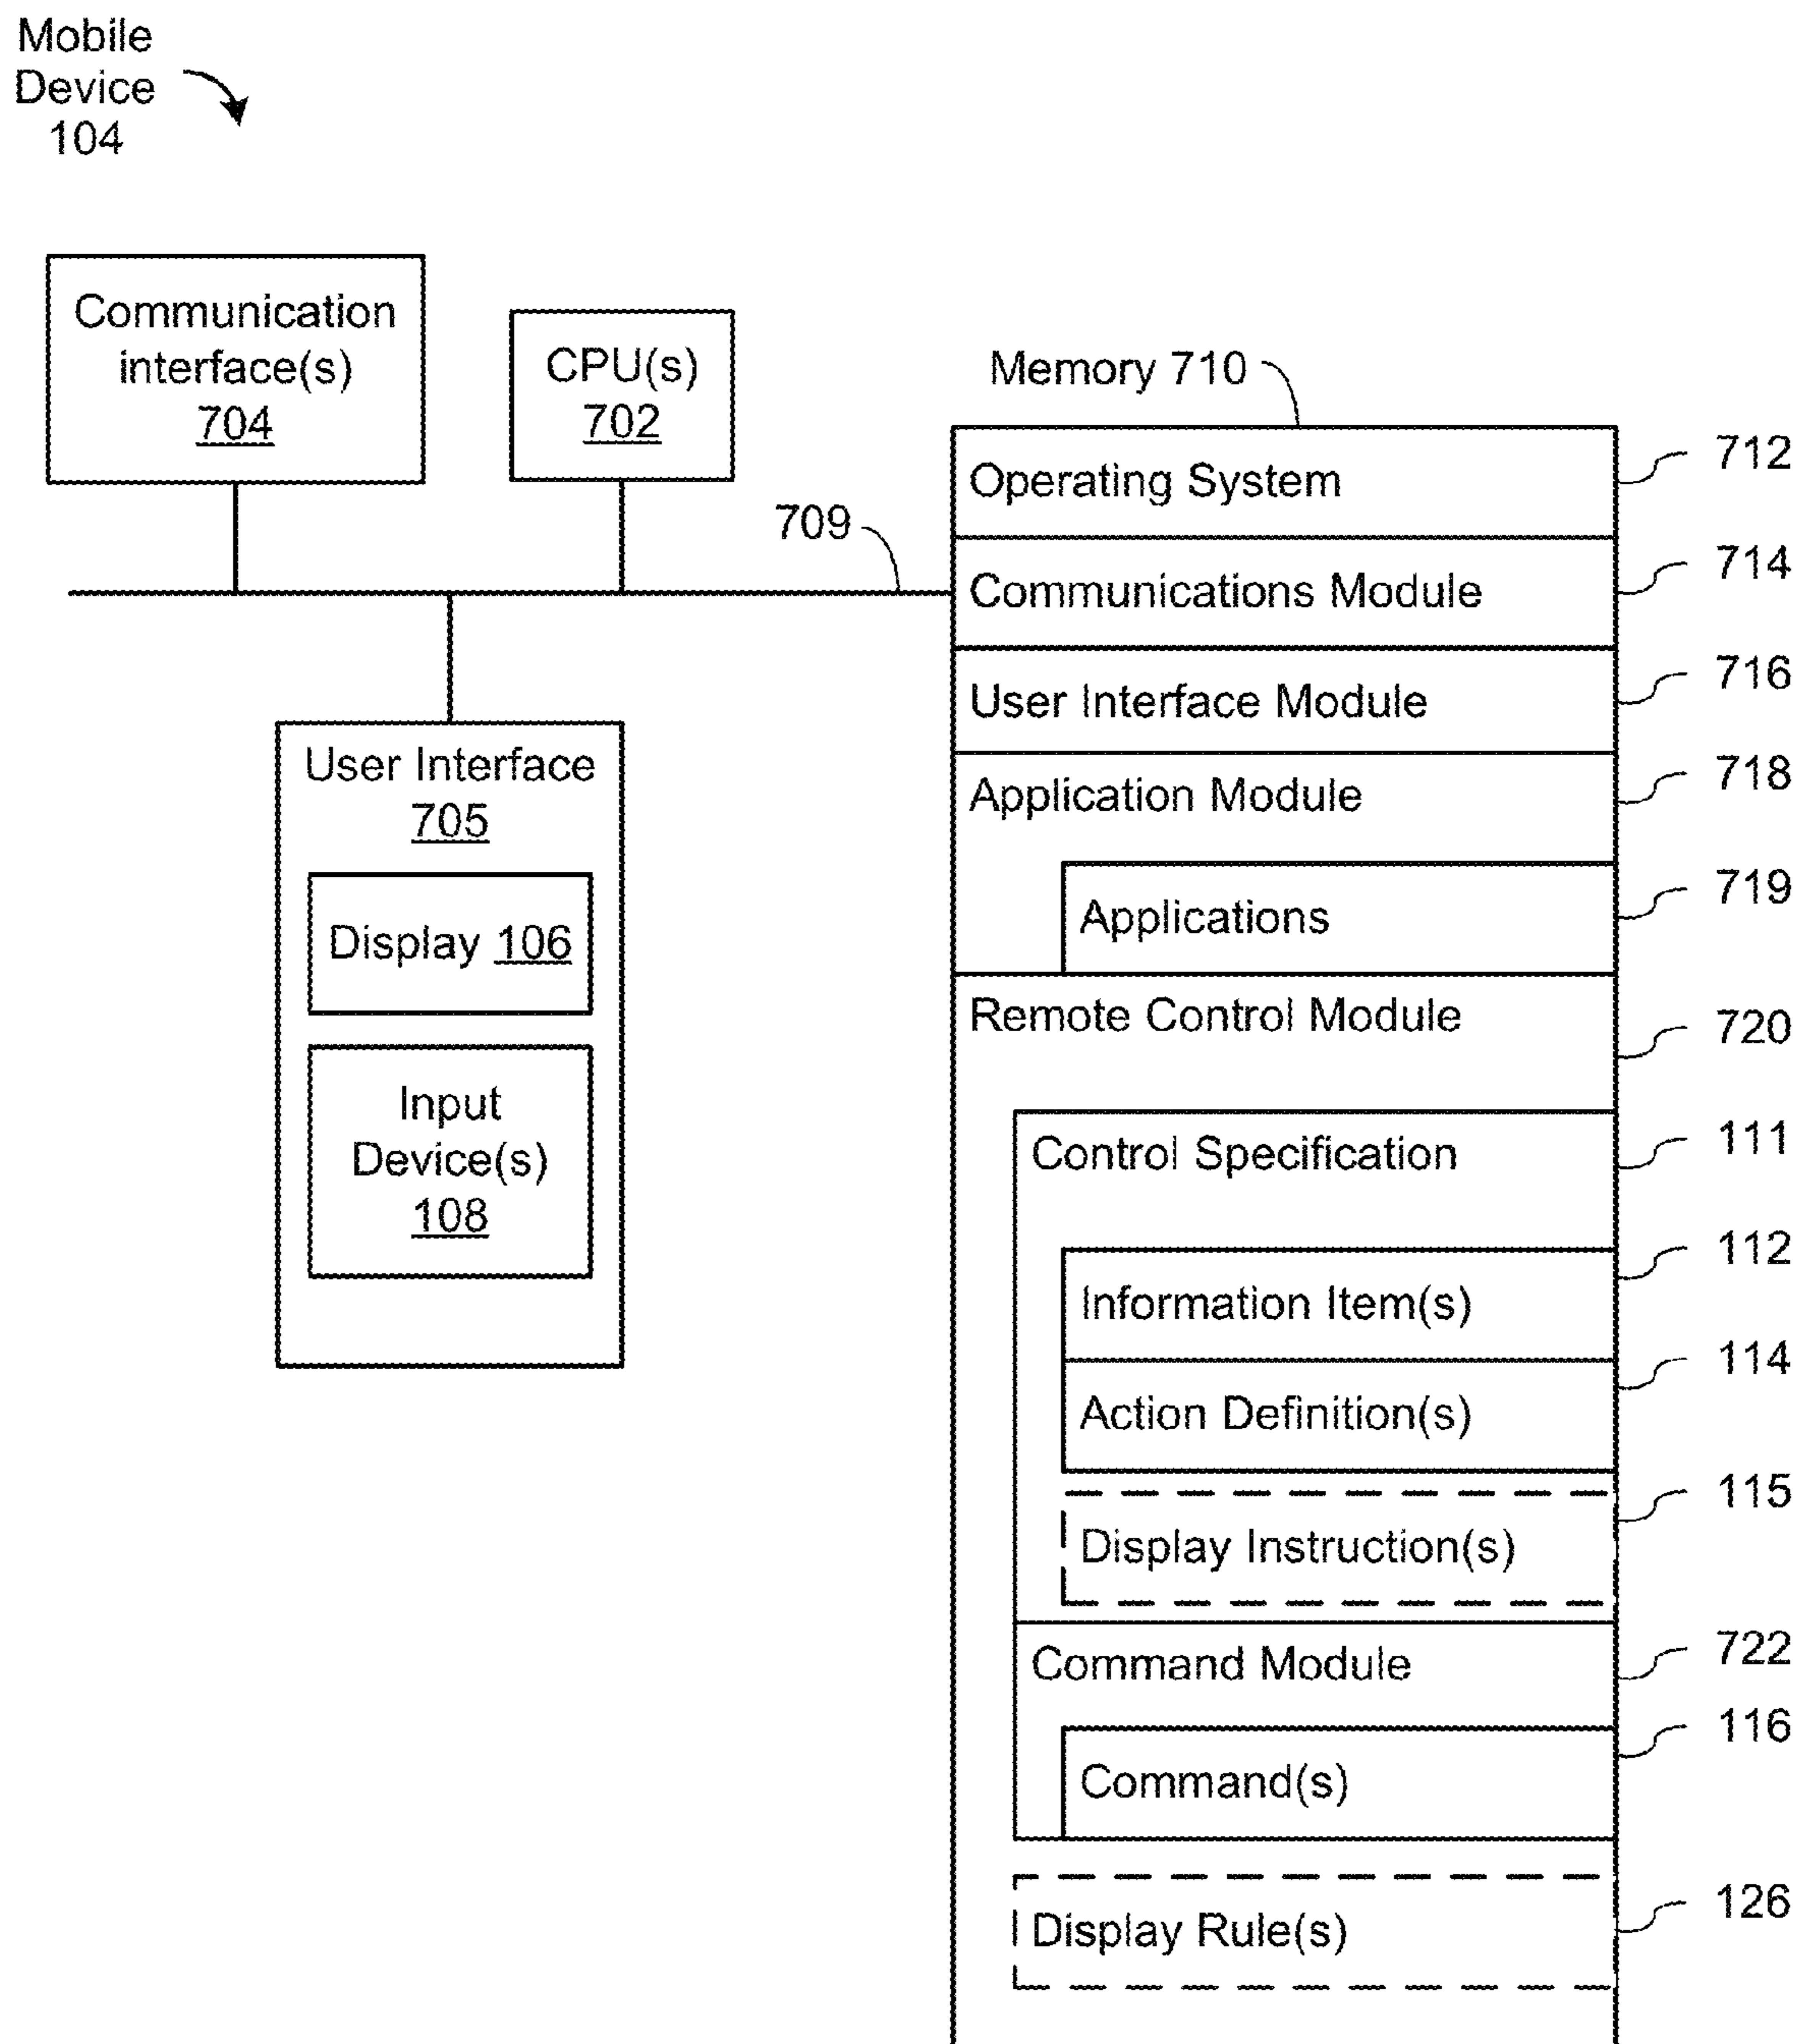 Mobile
Device
104
Communication
interface(s)
704
CPU(s)
702
709
User Interface
705
Display 106
Input
Device(s)
108
Memory 710
Operating System 712
Communications Module 714
User Interface Module 716
Application Module 718
Applications 719
Remote Control Module 720
Control Specification 111
Information Item(s) 112
Action Definition(s) 114
Display Instruction(s) 115
Command Module 722
Command(s) 116
Display Rule(s) 126